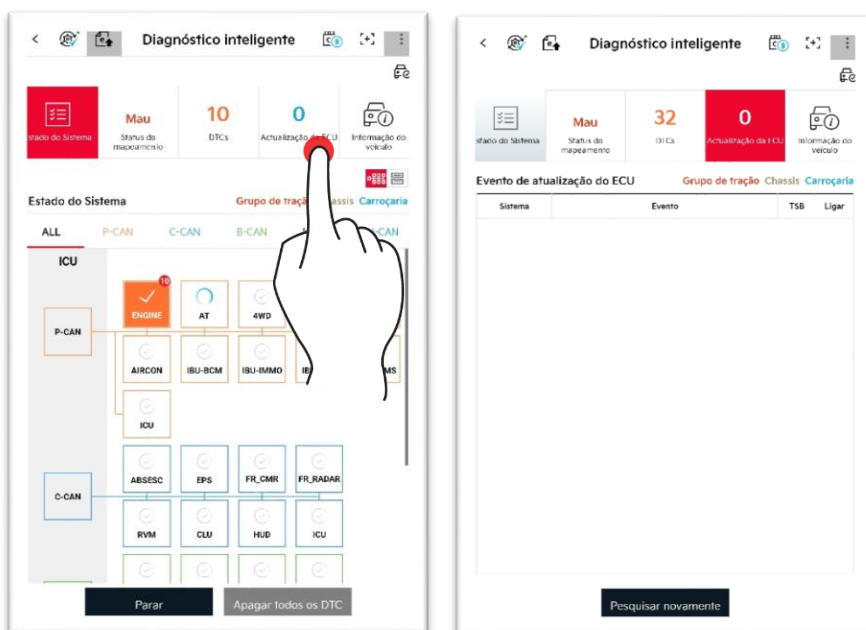 Diagnóstico inteligente
Mau
10
0
Status do
mapeamento
DTCs
Actualização da ECU
Informação do
veículo
stado do Sistema
Estado do Sistema
Grupo de tração
Carroçaria
ALL
P-CAN
C-CAN
B-CAN
ICU
10
ENGINE
AT
4WD
P-CAN
AIRCON
IBU-BCM
IBU-IMMO
ICU
ABSESC
EPS
FR_CMR
FR_RADAR
C-CAN
RVM
CLU
HUD
ICU
Parar
Apagar todos os DTC
Diagnóstico inteligente
Mau
32
0
stado do Sistema
Status do
mapeamento
DTCs
Actualização da ECU
Informação do
veículo
Evento de atualização do ECU
Grupo de tração
Chassis
Carroçaria
Sistema
Evento
TSB
Ligar
Pesquisar novamente